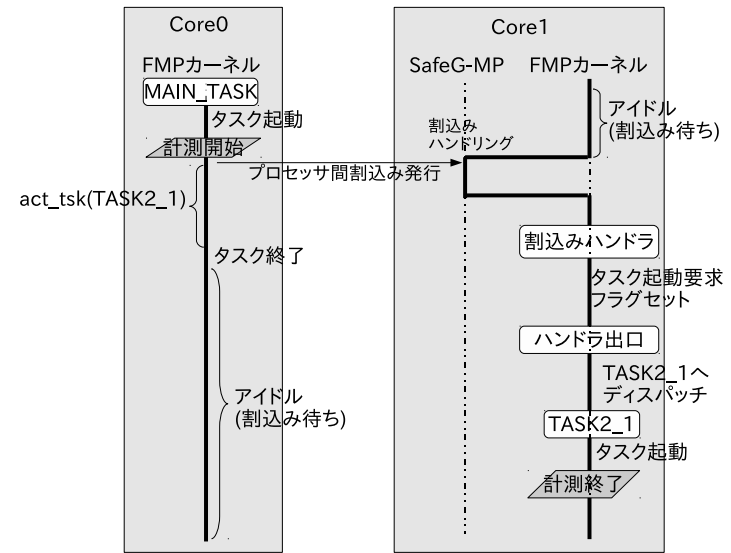 Core0
FMPカーネル
MAIN_TASK
タスク起動
計測開始
プロセッサ間割込み発行
act_tsk(TASK2_1)
タスク終了
アイドル
(割込み待ち)
Core1
SafeG-MP
FMPカーネル
アイドル
(割込み待ち)
割込み
ハンドリング
割込みハンドラ
タスク起動要求
フラグセット
ハンドラ出口
TASK2_1へ
ディスパッチ
TASK2_1
タスク起動
計測終了